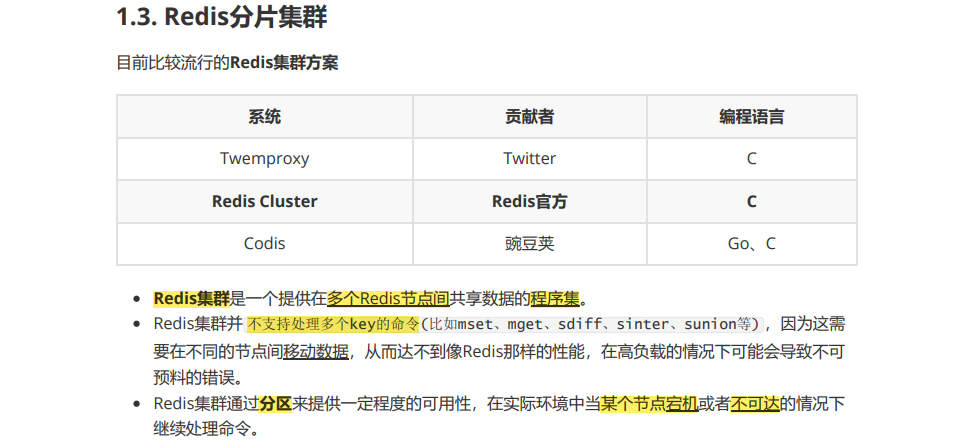 1.3. Redis分片集群
目前比较流行的Redis集群方案
系统 贡献者 编程语言
Twemproxy Twitter C
Redis Cluster Redis官方 C
Codis 豌豆荚 Go、C
• Redis集群是一个提供在多个Redis节点间共享数据的程序集。
• Redis集群并 不支持处理多个key的命令(比如mset、mget、sdiff、sinter、sunion等) ，因为这需
要在不同的节点间移动数据，从而达不到像Redis那样的性能，在高负载的情况下可能会导致不可
预料的错误。
• Redis集群通过分区来提供一定程度的可用性，在实际环境中当某个节点宕机或者不可达的情况下
继续处理命令。